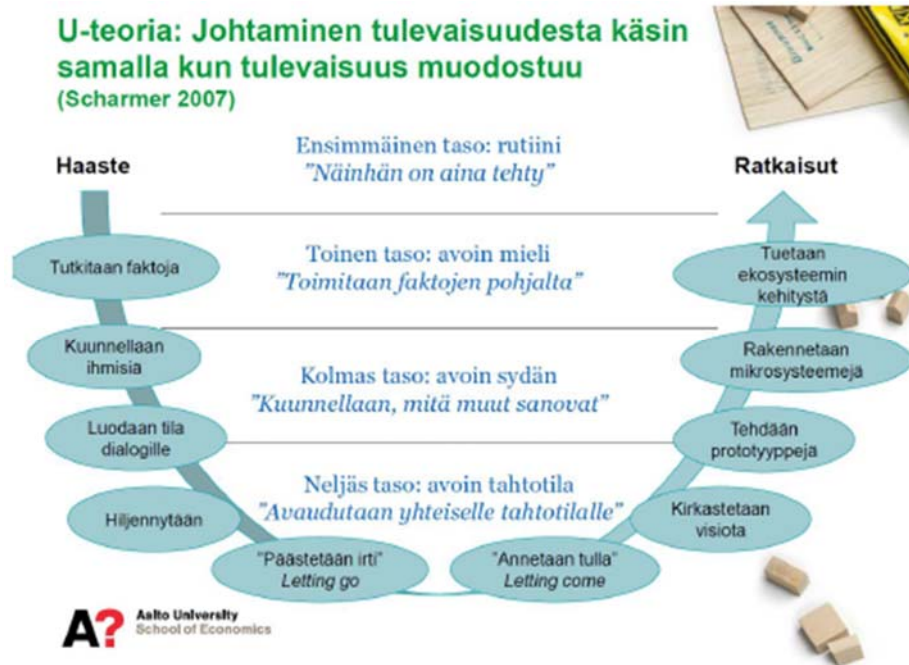 U-teoria: Johtaminen tulevaisuudesta käsin
samalla kun tulevaisuus muodostuu
(Scharmer 2007)
Haaste
Ensimmäinen taso: rutiini
"Näinhän on aina tehty"
Ratkaisut
Tutkitaan faktoja
Toinen taso: avoin mieli
"Toimitaan faktojen pohjalta"
Tuetaan
ekosysteemin
kehitystä
Kuunnellaan
ihmisiä
Kolmas taso: avoin sydän
"Kuunnellaan, mitä muut sanovat"
Rakennetaan
mikrosysteemejä
Luodaan tila
dialogille
Tehdään
prototyyppejä
Hiljennytään
Neljäs taso: avoin tahtotila
"Avaudutaan yhteiselle tahtotilalle"
Kirkastetaan
visiota
"Päästetään irti"
Letting go
"Annetaan tulla"
Letting come
A?
Aalto University
School of Economics